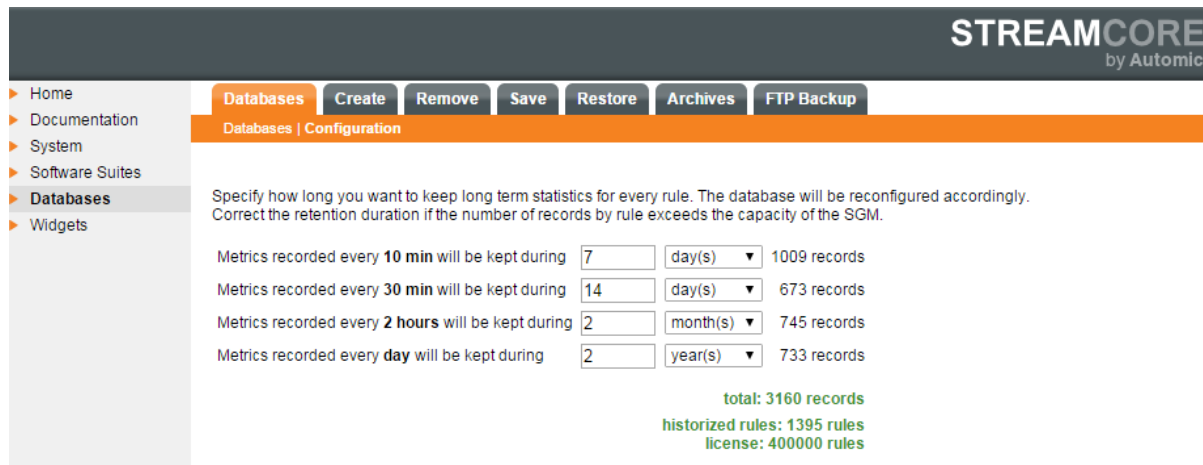 STREAMCORE
by Automic
Home
Documentation
System
Software Suites
Databases
Widgets
Databases Create Remove Save Restore Archives FTP Backup
Databases | Configuration
Specify how long you want to keep long term statistics for every rule. The database will be reconfigured accordingly.
Correct the retention duration if the number of records by rule exceeds the capacity of the SGM.
Metrics recorded every 10 min will be kept during 7 day(s) 1009 records
Metrics recorded every 30 min will be kept during 14 day(s) 673 records
Metrics recorded every 2 hours will be kept during 2 month(s) 745 records
Metrics recorded every day will be kept during 2 year(s) 733 records
total: 3160 records
historized rules: 1395 rules
license: 400000 rules